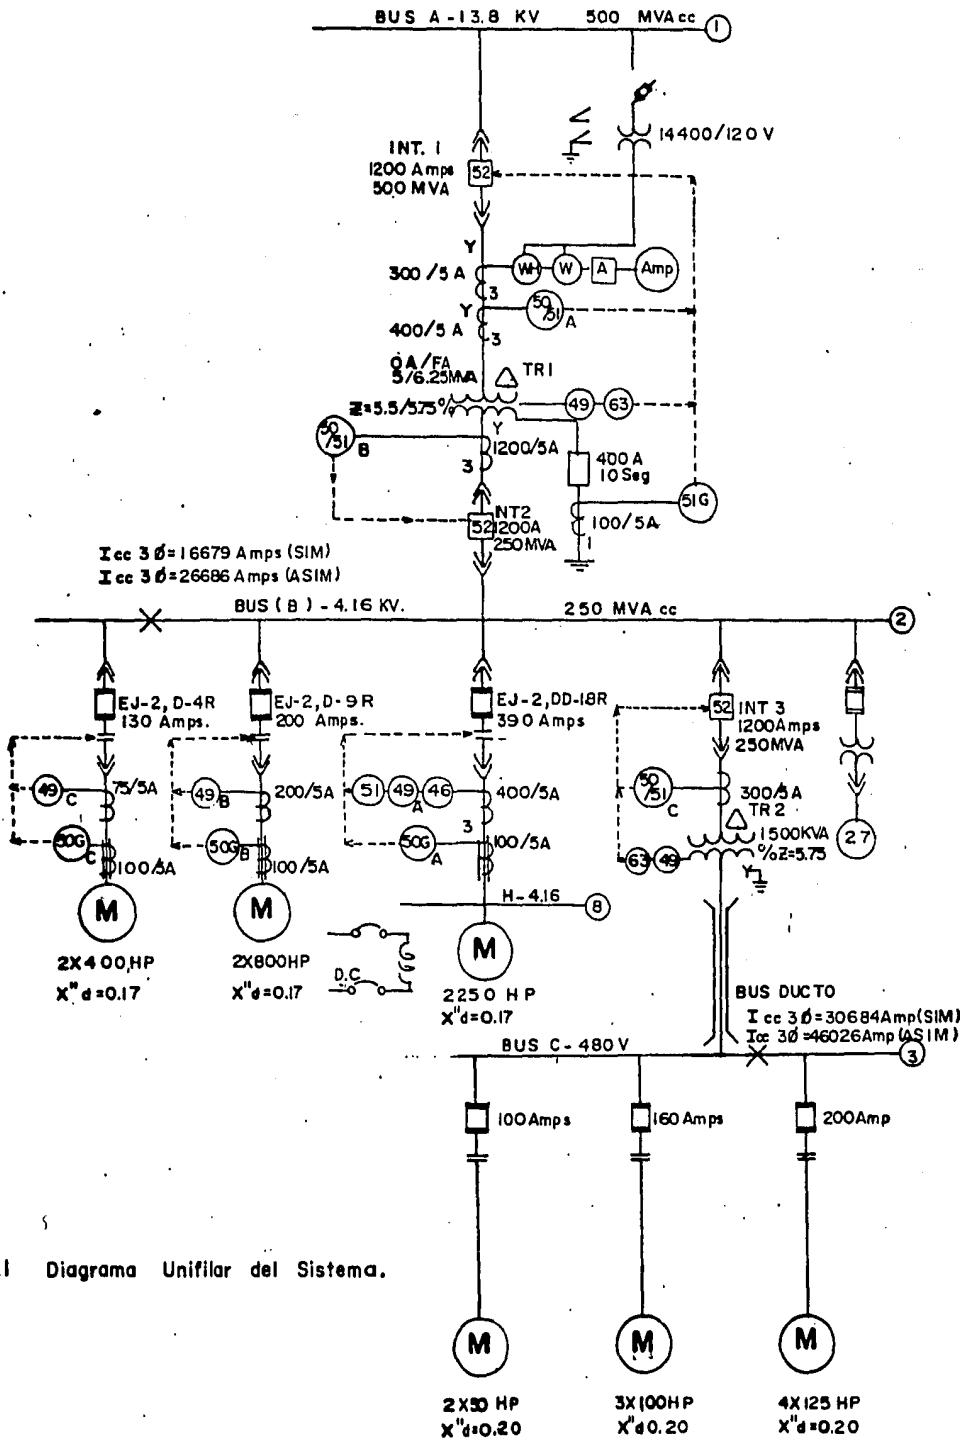 BUS A-13.8 KV 500 MVAcc 1
14400/120 V
INT. 1
1200 Amps
500 MVA
52
Y
300/5 A
3
WH W A Amp
Y
400/5 A
3
50/51 A
OA/FA
5/6.25MVA
TR1
Z=5.5/5.75%
49 63
50/51 B
Y
1200/5A
3
400 A
10 Seg
51G
100/5A
1
INT2
52 1200A
250MVA
I cc 3Ø=16679 Amps (SIM)
I cc 3Ø=26686 Amps (ASIM)
BUS (B) - 4.16 KV. 250 MVA cc 2
EJ-2, D-4R
130 Amps.
EJ-2, D-9R
200 Amps.
EJ-2, DD-18R
390 Amps
52 INT 3
1200Amps
250MVA
49 C 75/5A
49 B 200/5A
51 49 46 A 400/5A
3
50/51 C
300/5A
TR2
1500KVA
%Z=5.75
63 49
Y
27
50G C 100/5A
50G B 100/5A
50G A 100/5A
H-4.16 8
M
2X400,HP
X"d=0.17
M
2X800HP
X"d=0.17
D.C
M
2250 HP
X"d=0.17
BUS DUCTO
I cc 3Ø=30684Amp(SIM)
Icc 3Ø=46026Amp(ASIM)
BUS C-480V 3
100Amps
160 Amps
200Amp
.1 Diagrama Unifilar del Sistema.
M
2X50 HP
X"d=0.20
M
3X100HP
X"d 0.20
M
4X125 HP
X"d=0.20